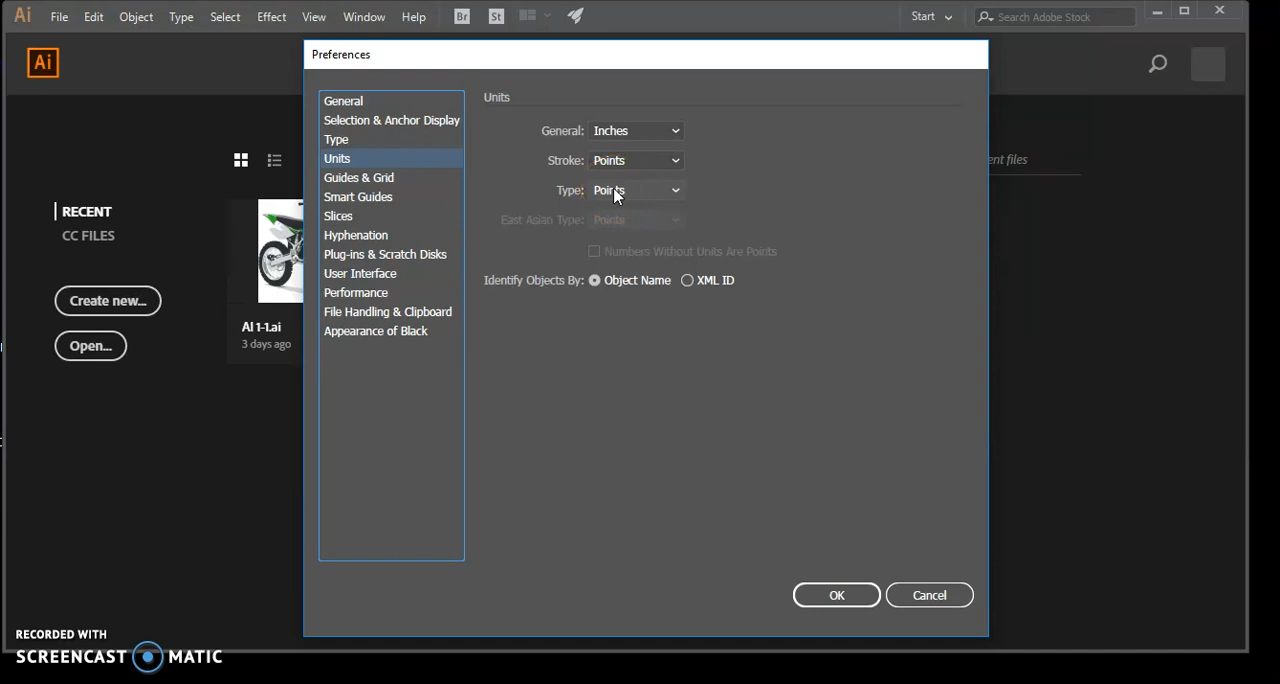 Ai File Edit Object Type Select Effect View Window Help Br St Start Search Adobe Stock
Preferences
Ai
General
Selection & Anchor Display
Type
Units
Guides & Grid
Smart Guides
Slices
Hyphenation
Plug-ins & Scratch Disks
User Interface
Performance
File Handling & Clipboard
Appearance of Black
Units
General: Inches
Stroke: Points
Type: Points
East Asian Type: Points
Numbers Without Units Are Points
Identify Objects By: Object Name XML ID
OK Cancel
RECENT
CC FILES
Create new...
Open...
AI 1-1.ai
3 days ago
ent files
RECORDED WITH
SCREENCAST MATIC